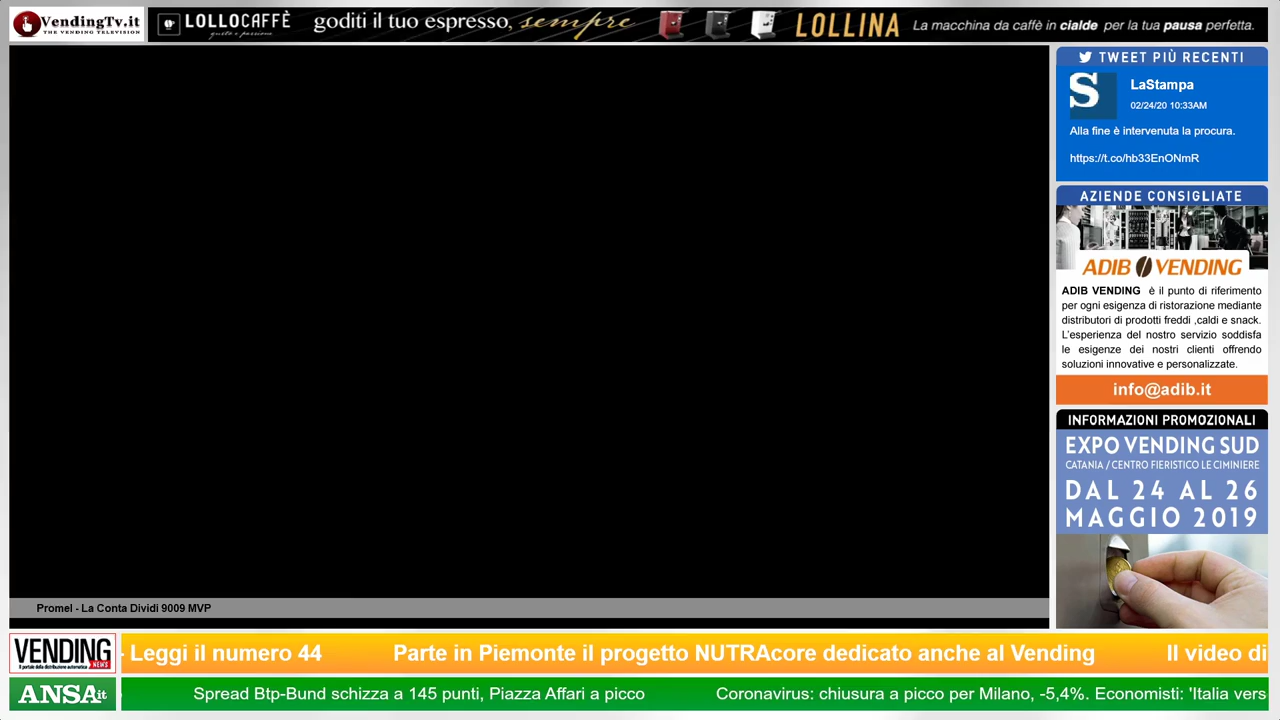 VendingTv.it
THE VENDING TELEVISION
LOLLOCAFFÈ
gusto e passione
goditi il tuo espresso, sempre
LOLLINA
La macchina da caffè in cialde per la tua pausa perfetta.
TWEET PIÙ RECENTI
LaStampa
02/24/20 10:33AM
Alla fine è intervenuta la procura.
https://t.co/hb33EnONmR
AZIENDE CONSIGLIATE
ADIB VENDING
ADIB VENDING è il punto di riferimento
per ogni esigenza di ristorazione mediante
distributori di prodotti freddi ,caldi e snack.
L'esperienza del nostro servizio soddisfa
le esigenze dei nostri clienti offrendo
soluzioni innovative e personalizzate.
info@adib.it
INFORMAZIONI PROMOZIONALI
EXPO VENDING SUD
CATANIA / CENTRO FIERISTICO LE CIMINIERE
DAL 24 AL 26
MAGGIO 2019
Promel - La Conta Dividi 9009 MVP
VENDING NEWS
Il portale della distribuzione automatica
- Leggi il numero 44 Parte in Piemonte il progetto NUTRAcore dedicato anche al Vending Il video di
ANSA.it
Spread Btp-Bund schizza a 145 punti, Piazza Affari a picco Coronavirus: chiusura a picco per Milano, -5,4%. Economisti: 'Italia vers